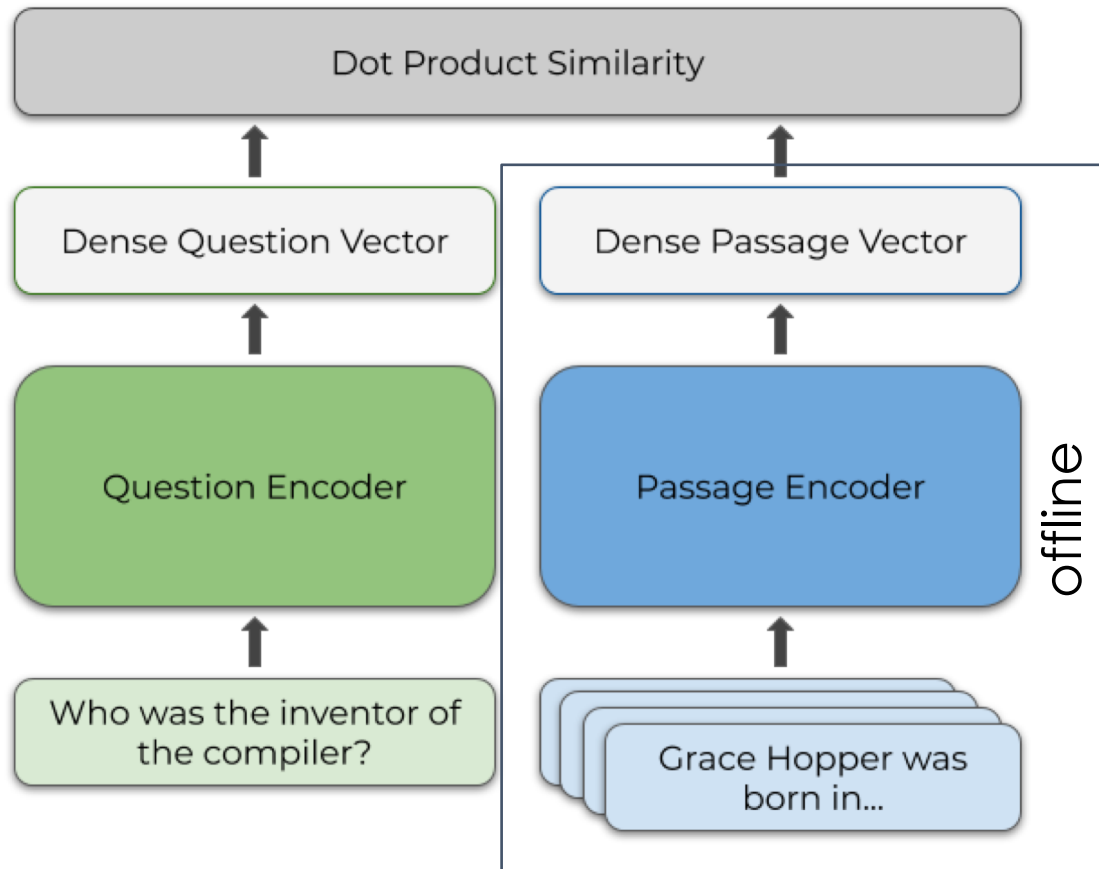 Dot Product Similarity
Dense Question Vector
Dense Passage Vector
Question Encoder
Passage Encoder
offline
Who was the inventor of
the compiler?
Grace Hopper was
born in...